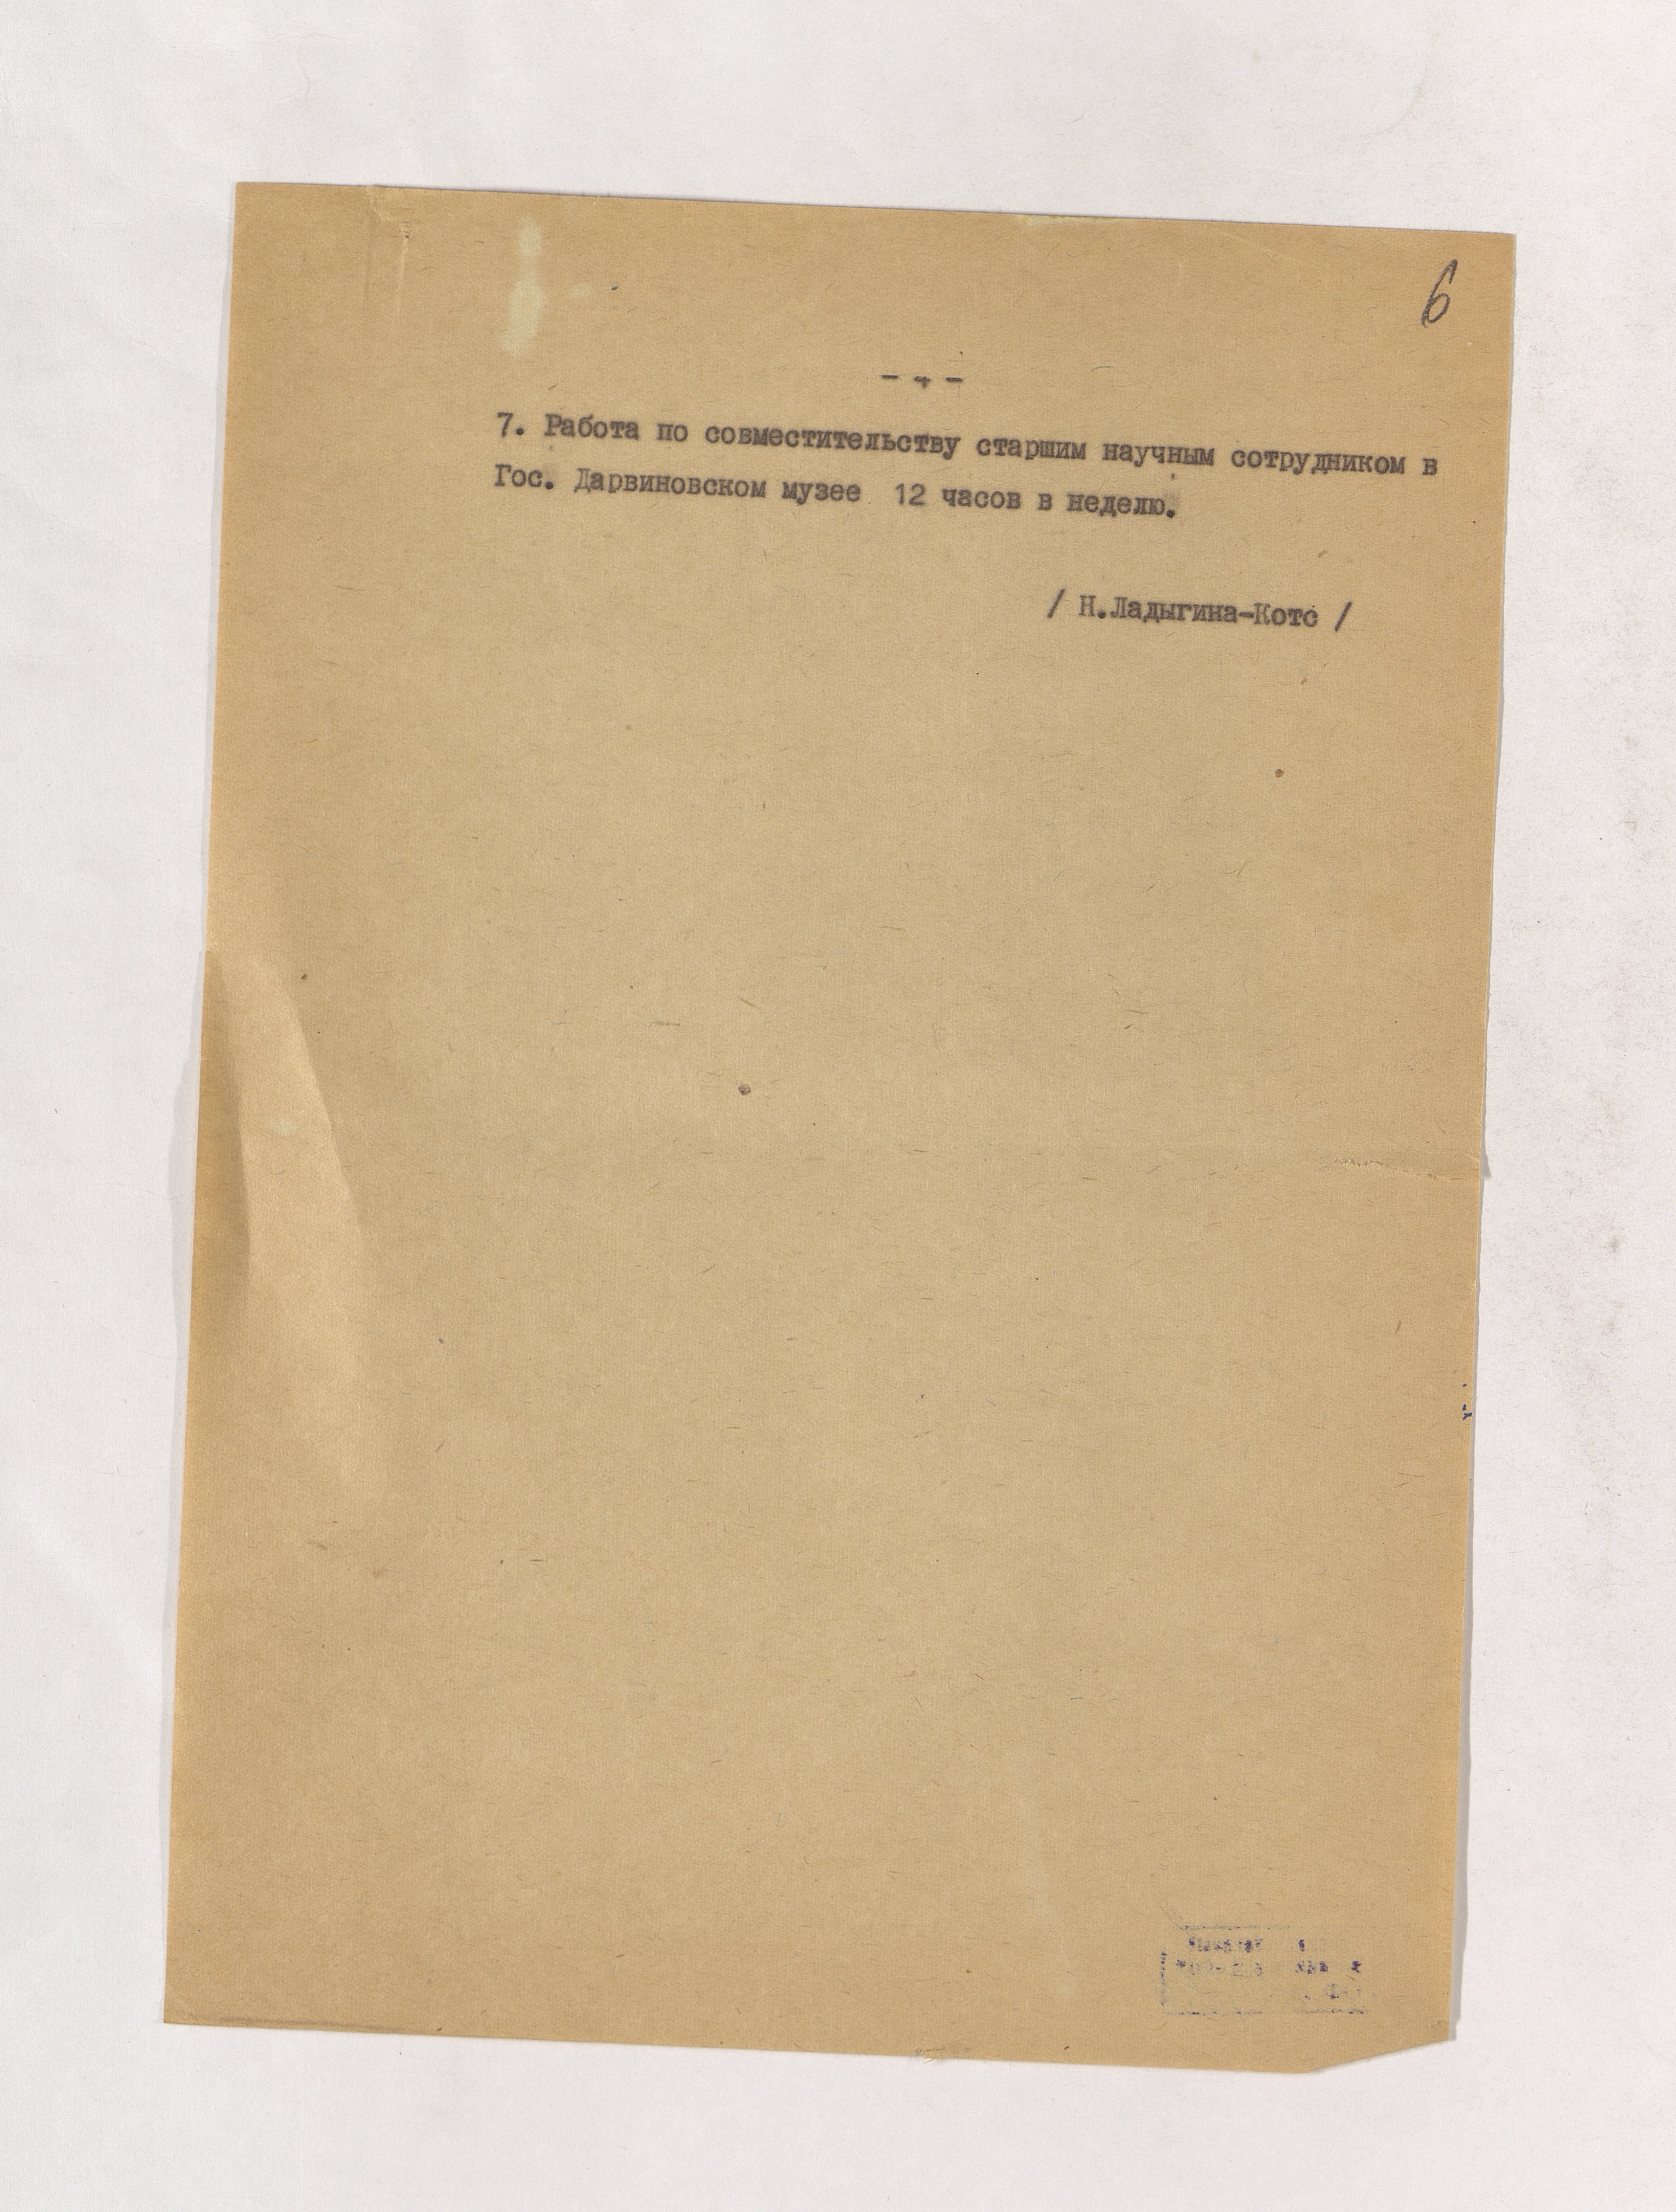 6
- 4 -
7. Работа по совместительству старшим научным сотрудником в
Гос. Дарвиновском музее 12 часов в неделю.
/ Н.Ладыгина-Котс /